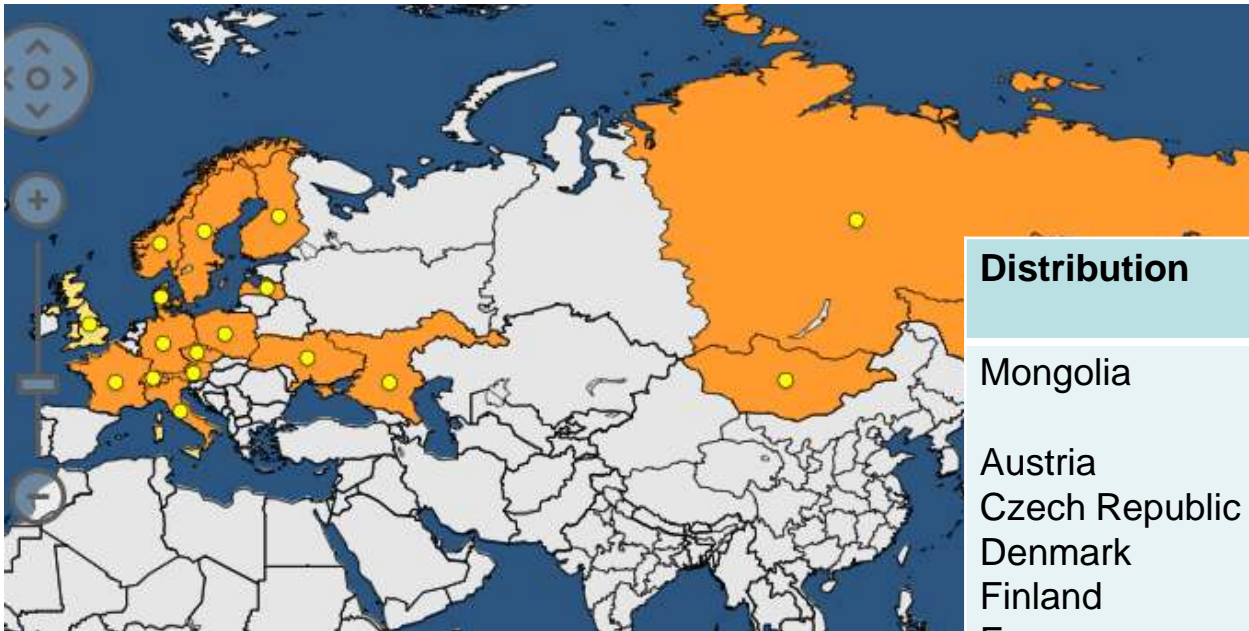 Distribution
Mongolia
Austria
Czech Republic
Denmark
Finland